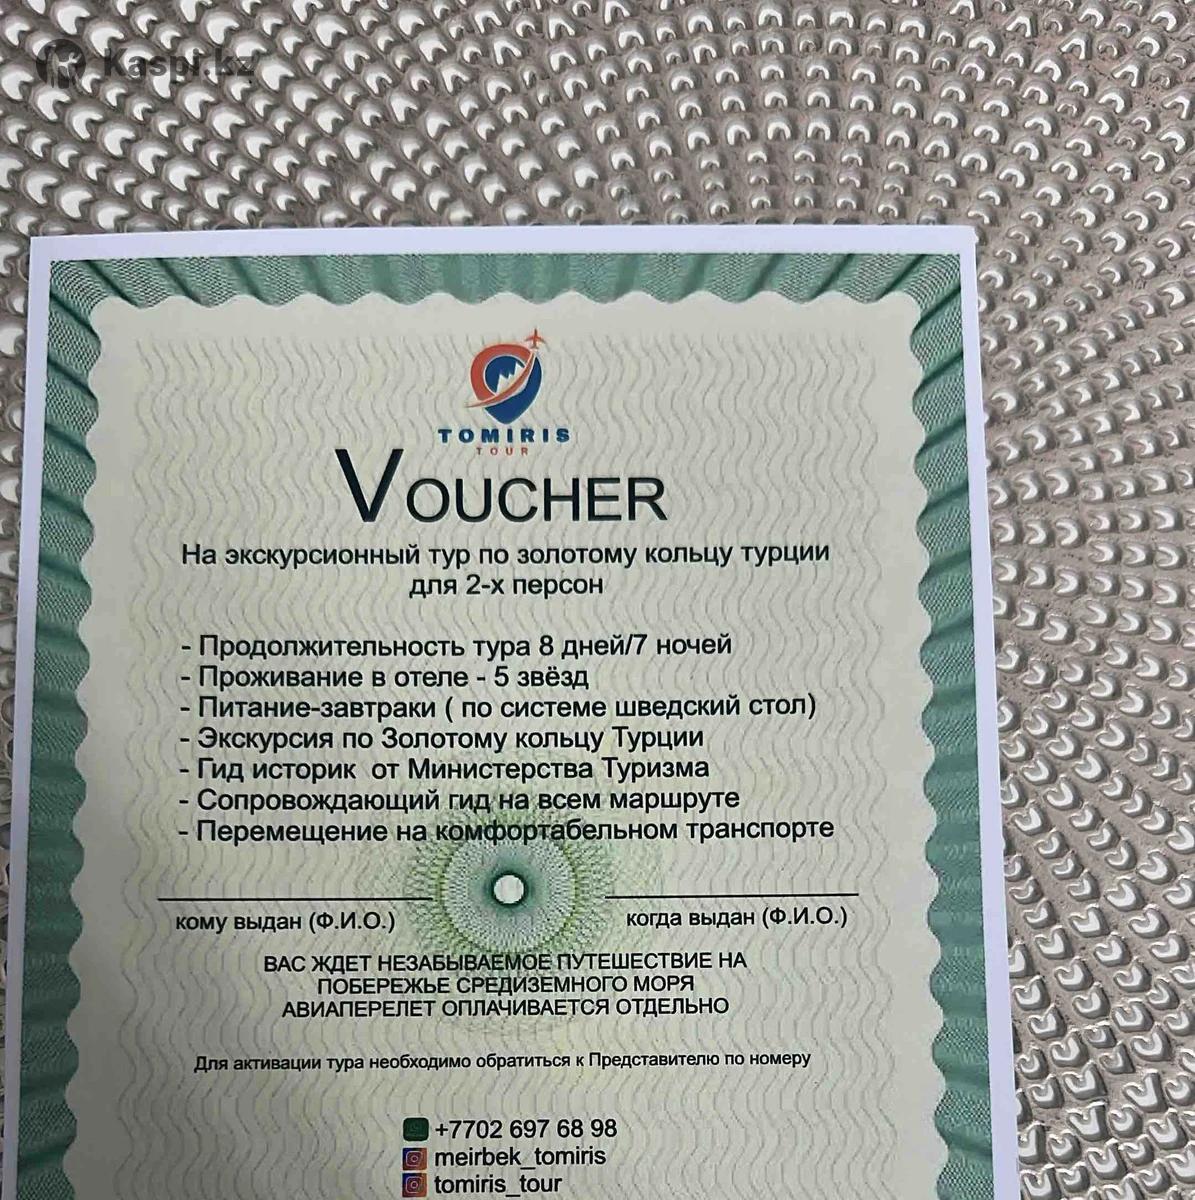 Kaspi.kz
TOMIRIS
TOUR
VOUCHER
На экскурсионный тур по золотому кольцу турции
для 2-х персон
- Продолжительность тура 8 дней/7 ночей
- Проживание в отеле - 5 звёзд
- Питание-завтраки ( по системе шведский стол)
- Экскурсия по Золотому кольцу Турции
- Гид историк от Министерства Туризма
- Сопровождающий гид на всем маршруте
- Перемещение на комфортабельном транспорте
кому выдан (Ф.И.О.) когда выдан (Ф.И.О.)
ВАС ЖДЕТ НЕЗАБЫВАЕМОЕ ПУТЕШЕСТВИЕ НА
ПОБЕРЕЖЬЕ СРЕДИЗЕМНОГО МОРЯ
АВИАПЕРЕЛЕТ ОПЛАЧИВАЕТСЯ ОТДЕЛЬНО
Для активации тура необходимо обратиться к Представителю по номеру
+7702 697 68 98
meirbek_tomiris
tomiris_tour